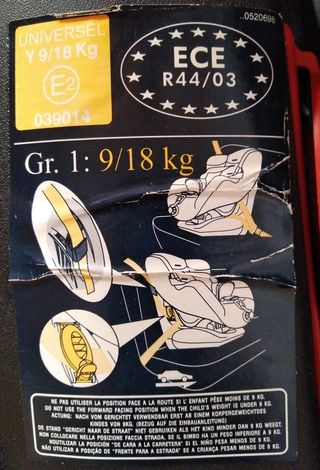 ..0520696
UNIVERSEL
Y 9/18 Kg
E2
039014
ECE
R44/03
Gr. 1: 9/18 kg
NE PAS UTILISER LA POSITION FACE A LA ROUTE SI L' ENFANT PÈSE MOINS DE 9 KG.
DO NOT USE THE FORWARD FACING POSITION WHEN THE CHILD'S WEIGHT IS UNDER 9 KG.
ACTUNG: NACH VORN GERICHTET VERWENDBAR ERST AB EINEM KORPERGEWEICHTDES
KINDES VON 9KG. (BEZUG AUF DIE EINBAUANLEITUNG)
DE STAND "GERICHT NAAR DE STRAAT" NIET GEBRUIKEN ALS HET KIND MINDER DAN 9 KG WEEGT.
NON COLLOCARE NELLA POSIZIONE FACCIA STRADA, SE IL BIMBO HA UN PESO INFERIORE A 9 KG.
NOUTILIZAR LA POSICIÓN "DE CARA A LA CARRETERA" SI EL NIÑO PESA MENOS DE 9 KG.
NÃO UTILIZAR A POSIÇÃO DE "FRENTE PARA A ESTRADA" SE A CRIANÇA PESAR MENOS DE 9 KG.